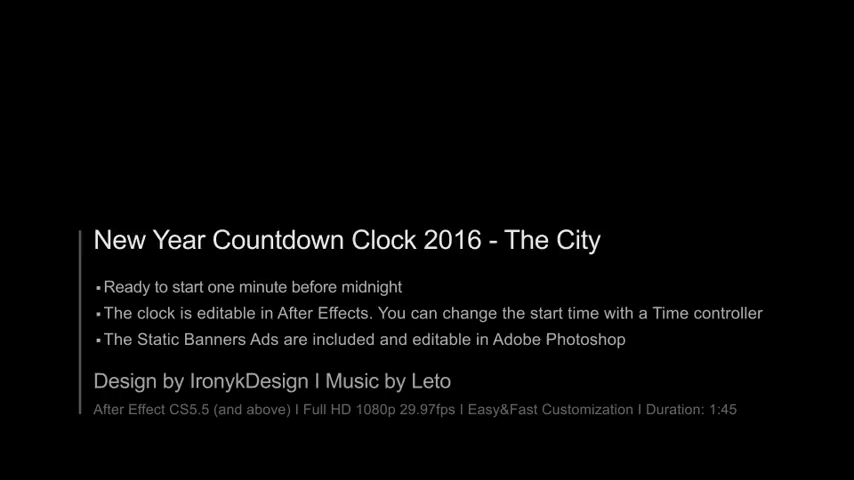 New Year Countdown Clock 2016 - The City
▪Ready to start one minute before midnight
▪The clock is editable in After Effects. You can change the start time with a Time controller
▪The Static Banners Ads are included and editable in Adobe Photoshop
Design by IronykDesign I Music by Leto
After Effect CS5.5 (and above) I Full HD 1080p 29.97fps I Easy&Fast Customization I Duration: 1:45